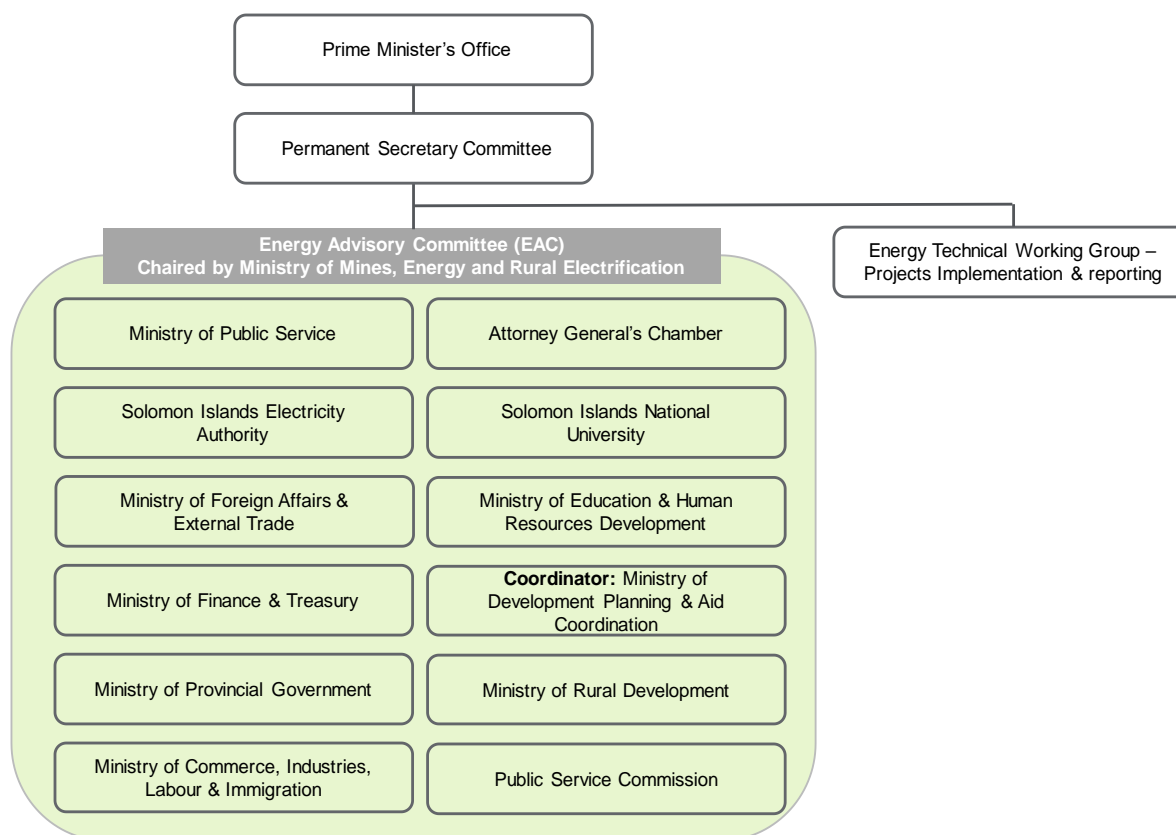 Prime Minister’s Office
Permanent Secretary Committee
Energy Advisory Committee (EAC)
Chaired by Ministry of Mines, Energy and Rural Electrification
Energy Technical Working Group –
Projects Implementation & reporting
Ministry of Public Service
Attorney General’s Chamber
Solomon Islands Electricity
Authority
Solomon Islands National
University
Ministry of Foreign Affairs &
External Trade
Ministry of Education & Human
Resources Development
Ministry of Finance & Treasury
Coordinator: Ministry of
Development Planning & Aid
Coordination
Ministry of Provincial Government
Ministry of Rural Development
Ministry of Commerce, Industries,
Labour & Immigration
Public Service Commission